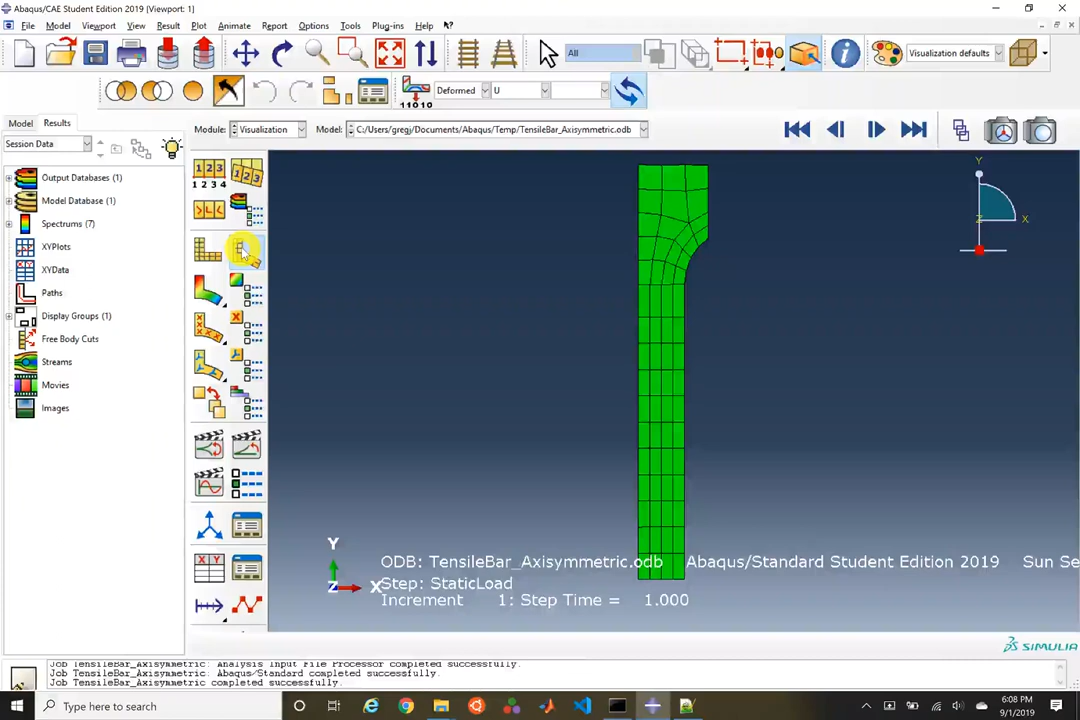 Abaqus/CAE Student Edition 2019 [Viewport: 1]
File Model Viewport View Result Plot Animate Report Options Tools Plug-ins Help
All Visualization defaults
Deformed U
Model Results
Module: Visualization Model: C:/Users/gregj/Documents/Abaqus/Temp/TensileBar_Axisymmetric.odb
Session Data
Output Databases (1)
Model Database (1)
Spectrums (7)
XYPlots
XYData
Paths
Display Groups (1)
Free Body Cuts
Streams
Movies
Images
Y
X
Z
Y
Z X
ODB: TensileBar_Axisymmetric.odb Abaqus/Standard Student Edition 2019 Sun Se
Step: StaticLoad
Increment 1: Step Time = 1.000
SIMULIA
Job TensileBar_Axisymmetric: Analysis Input File Processor completed successfully.
Job TensileBar_Axisymmetric: Abaqus/Standard completed successfully.
Job TensileBar_Axisymmetric completed successfully.
Type here to search
6:08 PM
9/1/2019